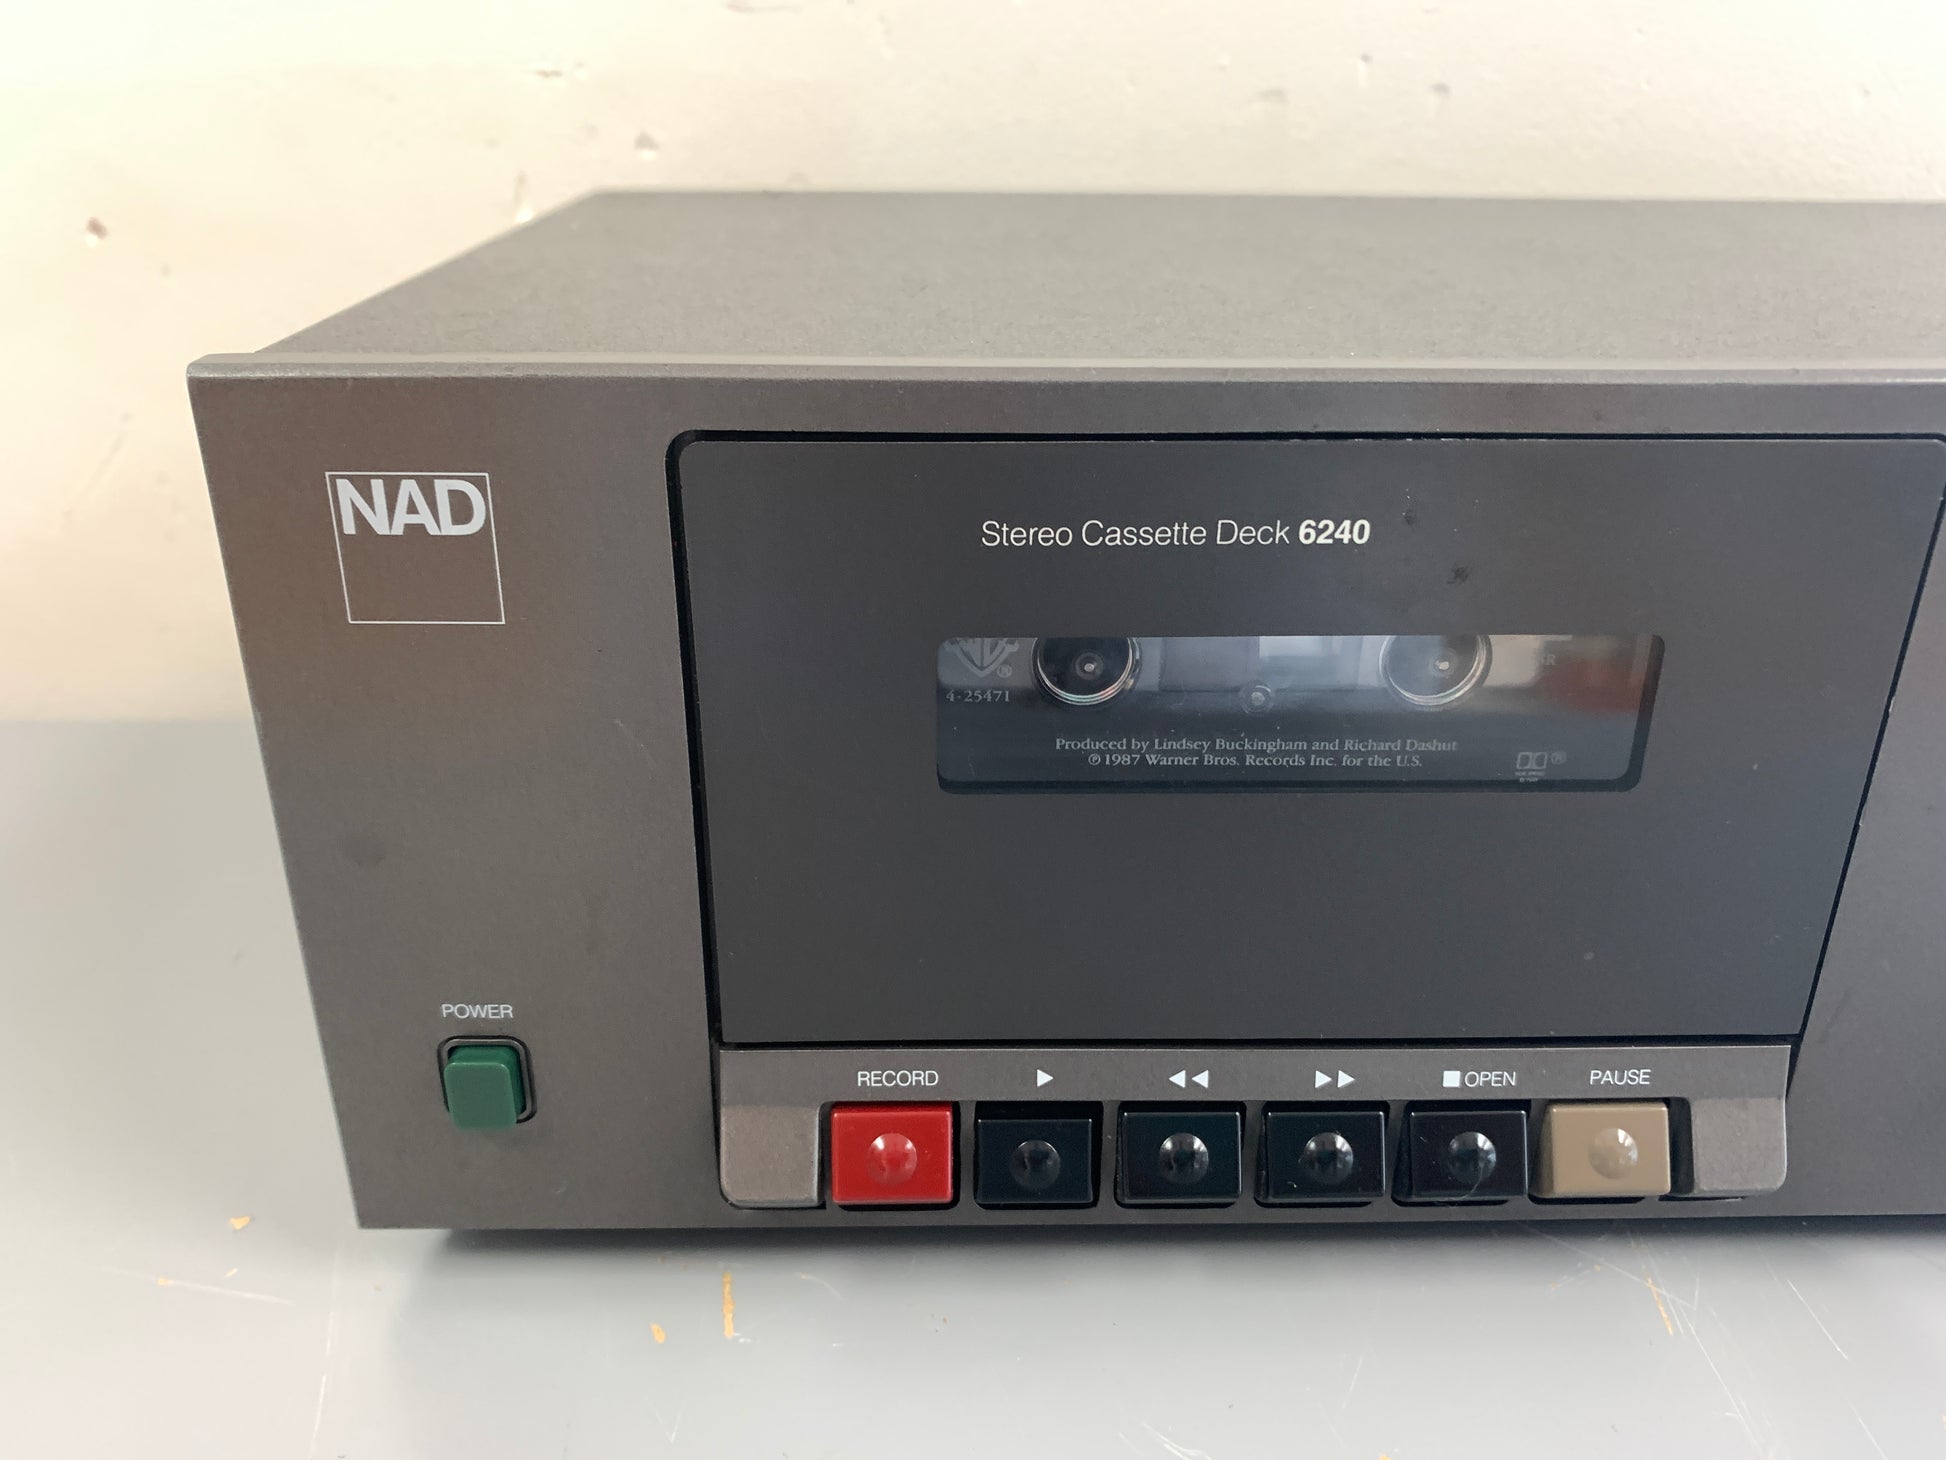 NAD
Stereo Cassette Deck 6240
4-25471
Produced by Lindsey Buckingham and Richard Dashut
℗ 1987 Warner Bros. Records Inc. for the U.S.
POWER
RECORD
OPEN
PAUSE